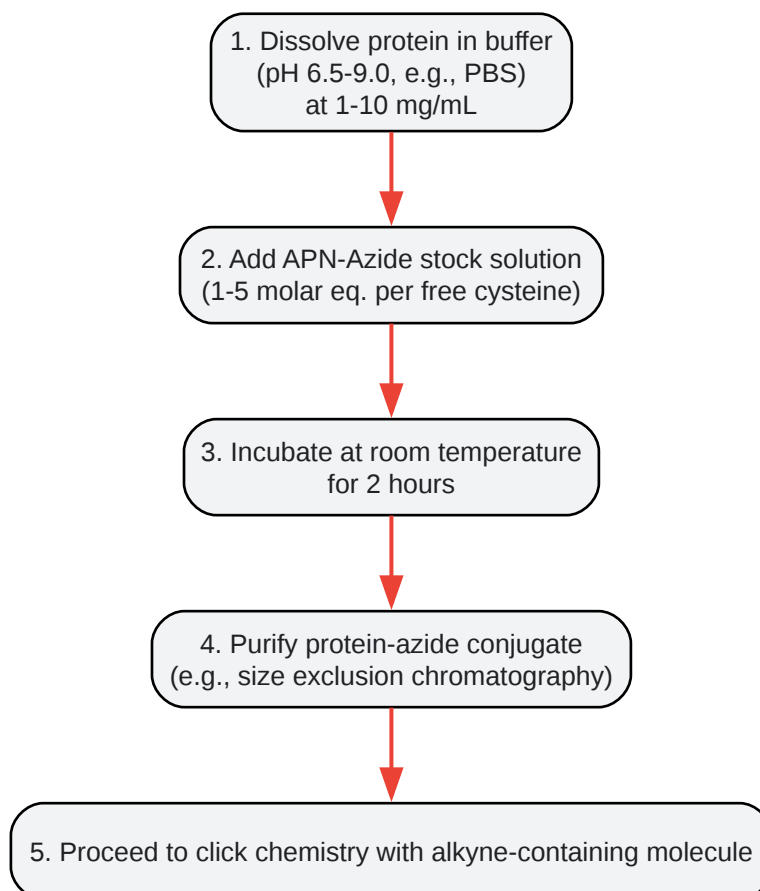 1. Dissolve protein in buffer
(pH 6.5-9.0, e.g., PBS)
at 1-10 mg/mL
2. Add APN-Azide stock solution
(1-5 molar eq. per free cysteine)
3. Incubate at room temperature
for 2 hours
4. Purify protein-azide conjugate
(e.g., size exclusion chromatography)
5. Proceed to click chemistry with alkyne-containing molecule